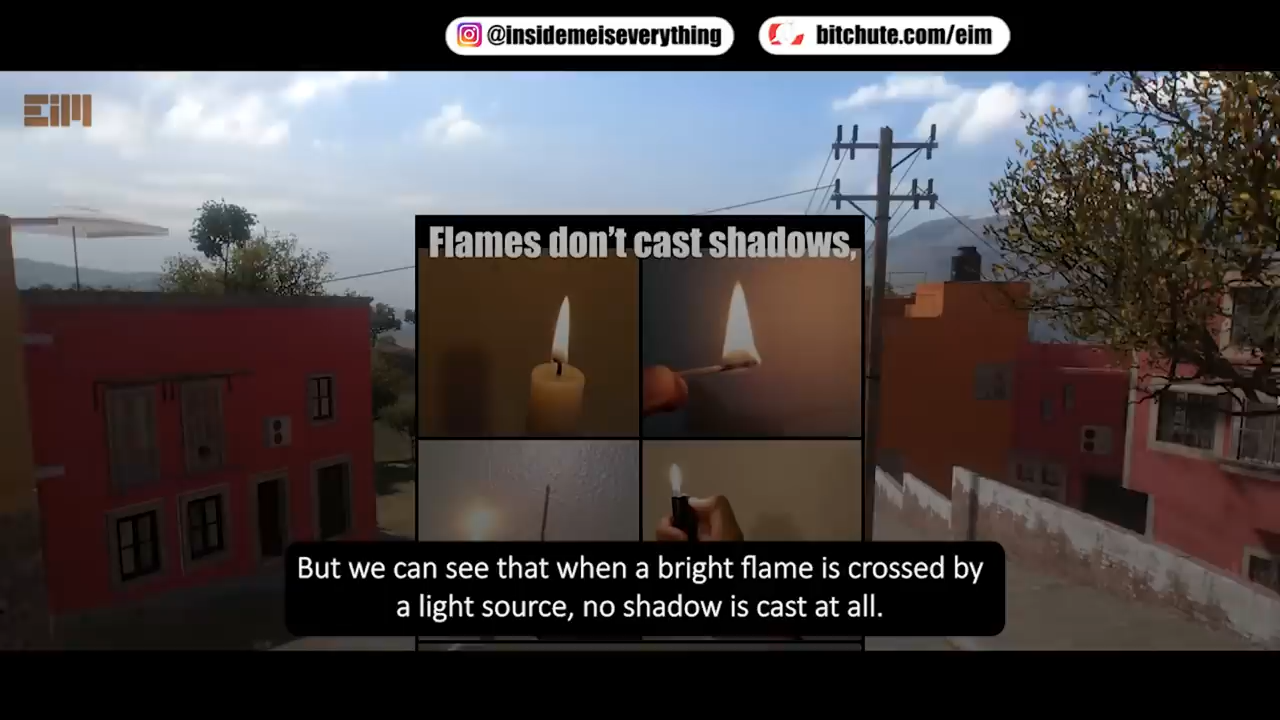 @insidemeiseverything
bitchute.com/eim
EiM
Flames don't cast shadows,
But we can see that when a bright flame is crossed by
a light source, no shadow is cast at all.